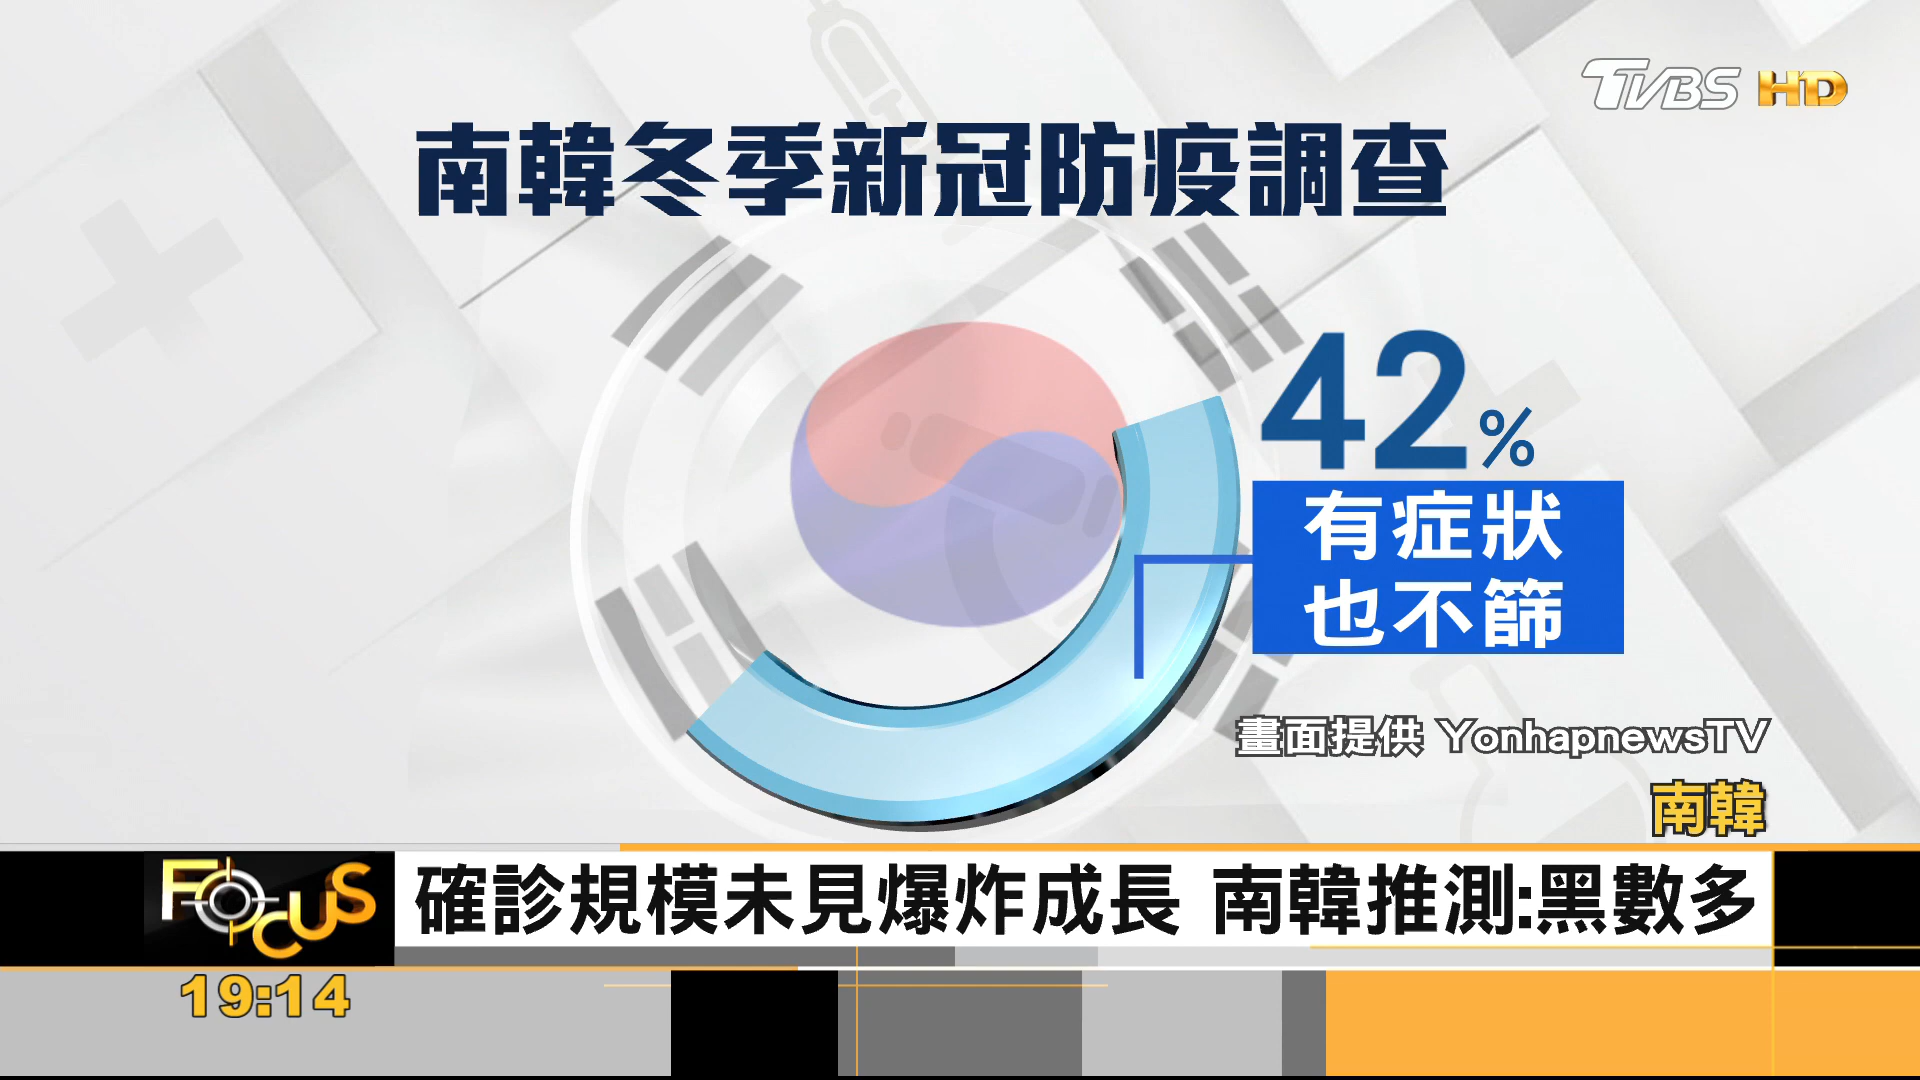 TVBS HD
南韓冬季新冠防疫調查
42%
有症狀
也不篩
畫面提供 YonhapnewsTV
南韓
FOCUS
確診規模未見爆炸成長 南韓推測:黑數多
19:14